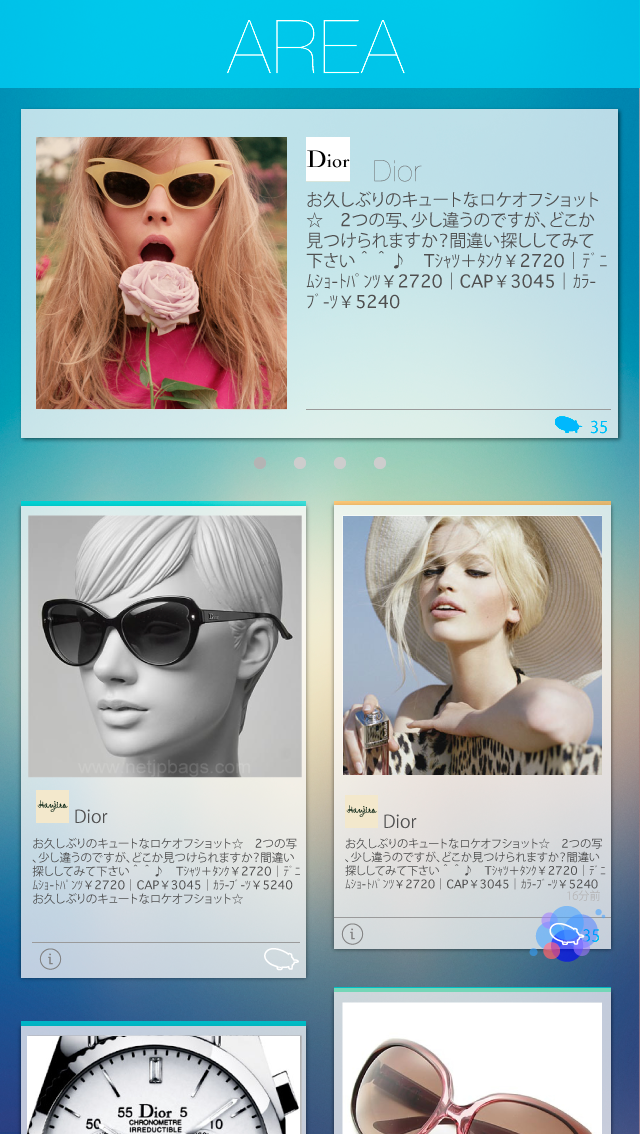 AREA
Dior
Dior
お久しぶりのキュートなロケオフショット
☆　2つの写、少し違うのですが、どこか
見つけられますか?間違い探ししてみて
下さい＾＾♪　Tｼｬﾂ＋ﾀﾝｸ￥2720｜ﾃﾞﾆ
ﾑｼｮｰﾄﾊﾟﾝﾂ￥2720｜CAP￥3045｜ｶﾗｰ
ﾌﾞｰﾂ￥5240
35
Dior
www.netjpbags.com
Hanjiro
Dior
お久しぶりのキュートなロケオフショット☆　2つの写
、少し違うのですが、どこか見つけられますか?間違い
探ししてみて下さい＾＾♪　Tｼｬﾂ＋ﾀﾝｸ￥2720｜ﾃﾞﾆ
ﾑｼｮｰﾄﾊﾟﾝﾂ￥2720｜CAP￥3045｜ｶﾗｰﾌﾞｰﾂ￥5240
お久しぶりのキュートなロケオフショット☆
i
Hanjiro
Dior
お久しぶりのキュートなロケオフショット☆　2つの写
、少し違うのですが、どこか見つけられますか?間違い
探ししてみて下さい＾＾♪　Tｼｬﾂ＋ﾀﾝｸ￥2720｜ﾃﾞﾆ
ﾑｼｮｰﾄﾊﾟﾝﾂ￥2720｜CAP￥3045｜ｶﾗｰﾌﾞｰﾂ￥5240
16分前
i
35
50 55 Dior 5 10
CHRONOMETRE
IRREDUCTIBLE